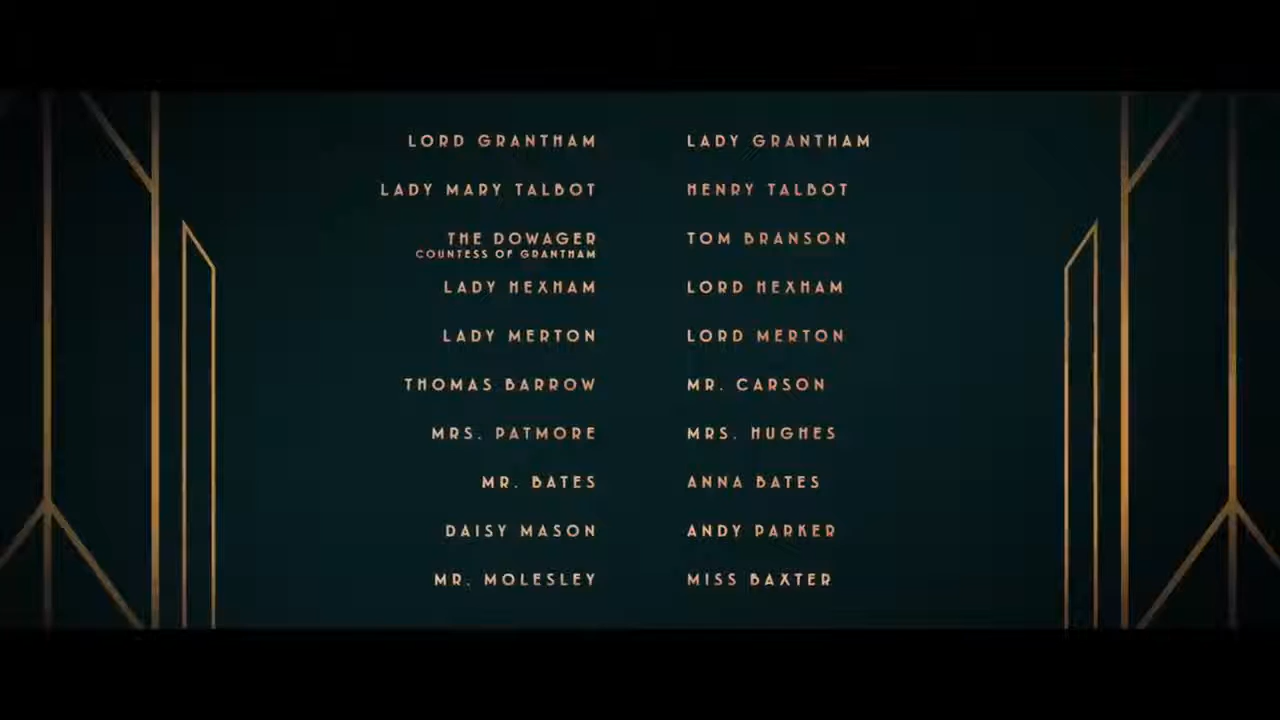 LORD GRANTHAM LADY GRANTHAM
LADY MARY TALBOT HENRY TALBOT
THE DOWAGER TOM BRANSON
COUNTESS OF GRANTHAM
LADY HEXHAM LORD HEXHAM
LADY MERTON LORD MERTON
THOMAS BARROW MR. CARSON
MRS. PATMORE MRS. HUGHES
MR. BATES ANNA BATES
DAISY MASON ANDY PARKER
MR. MOLESLEY MISS BAXTER